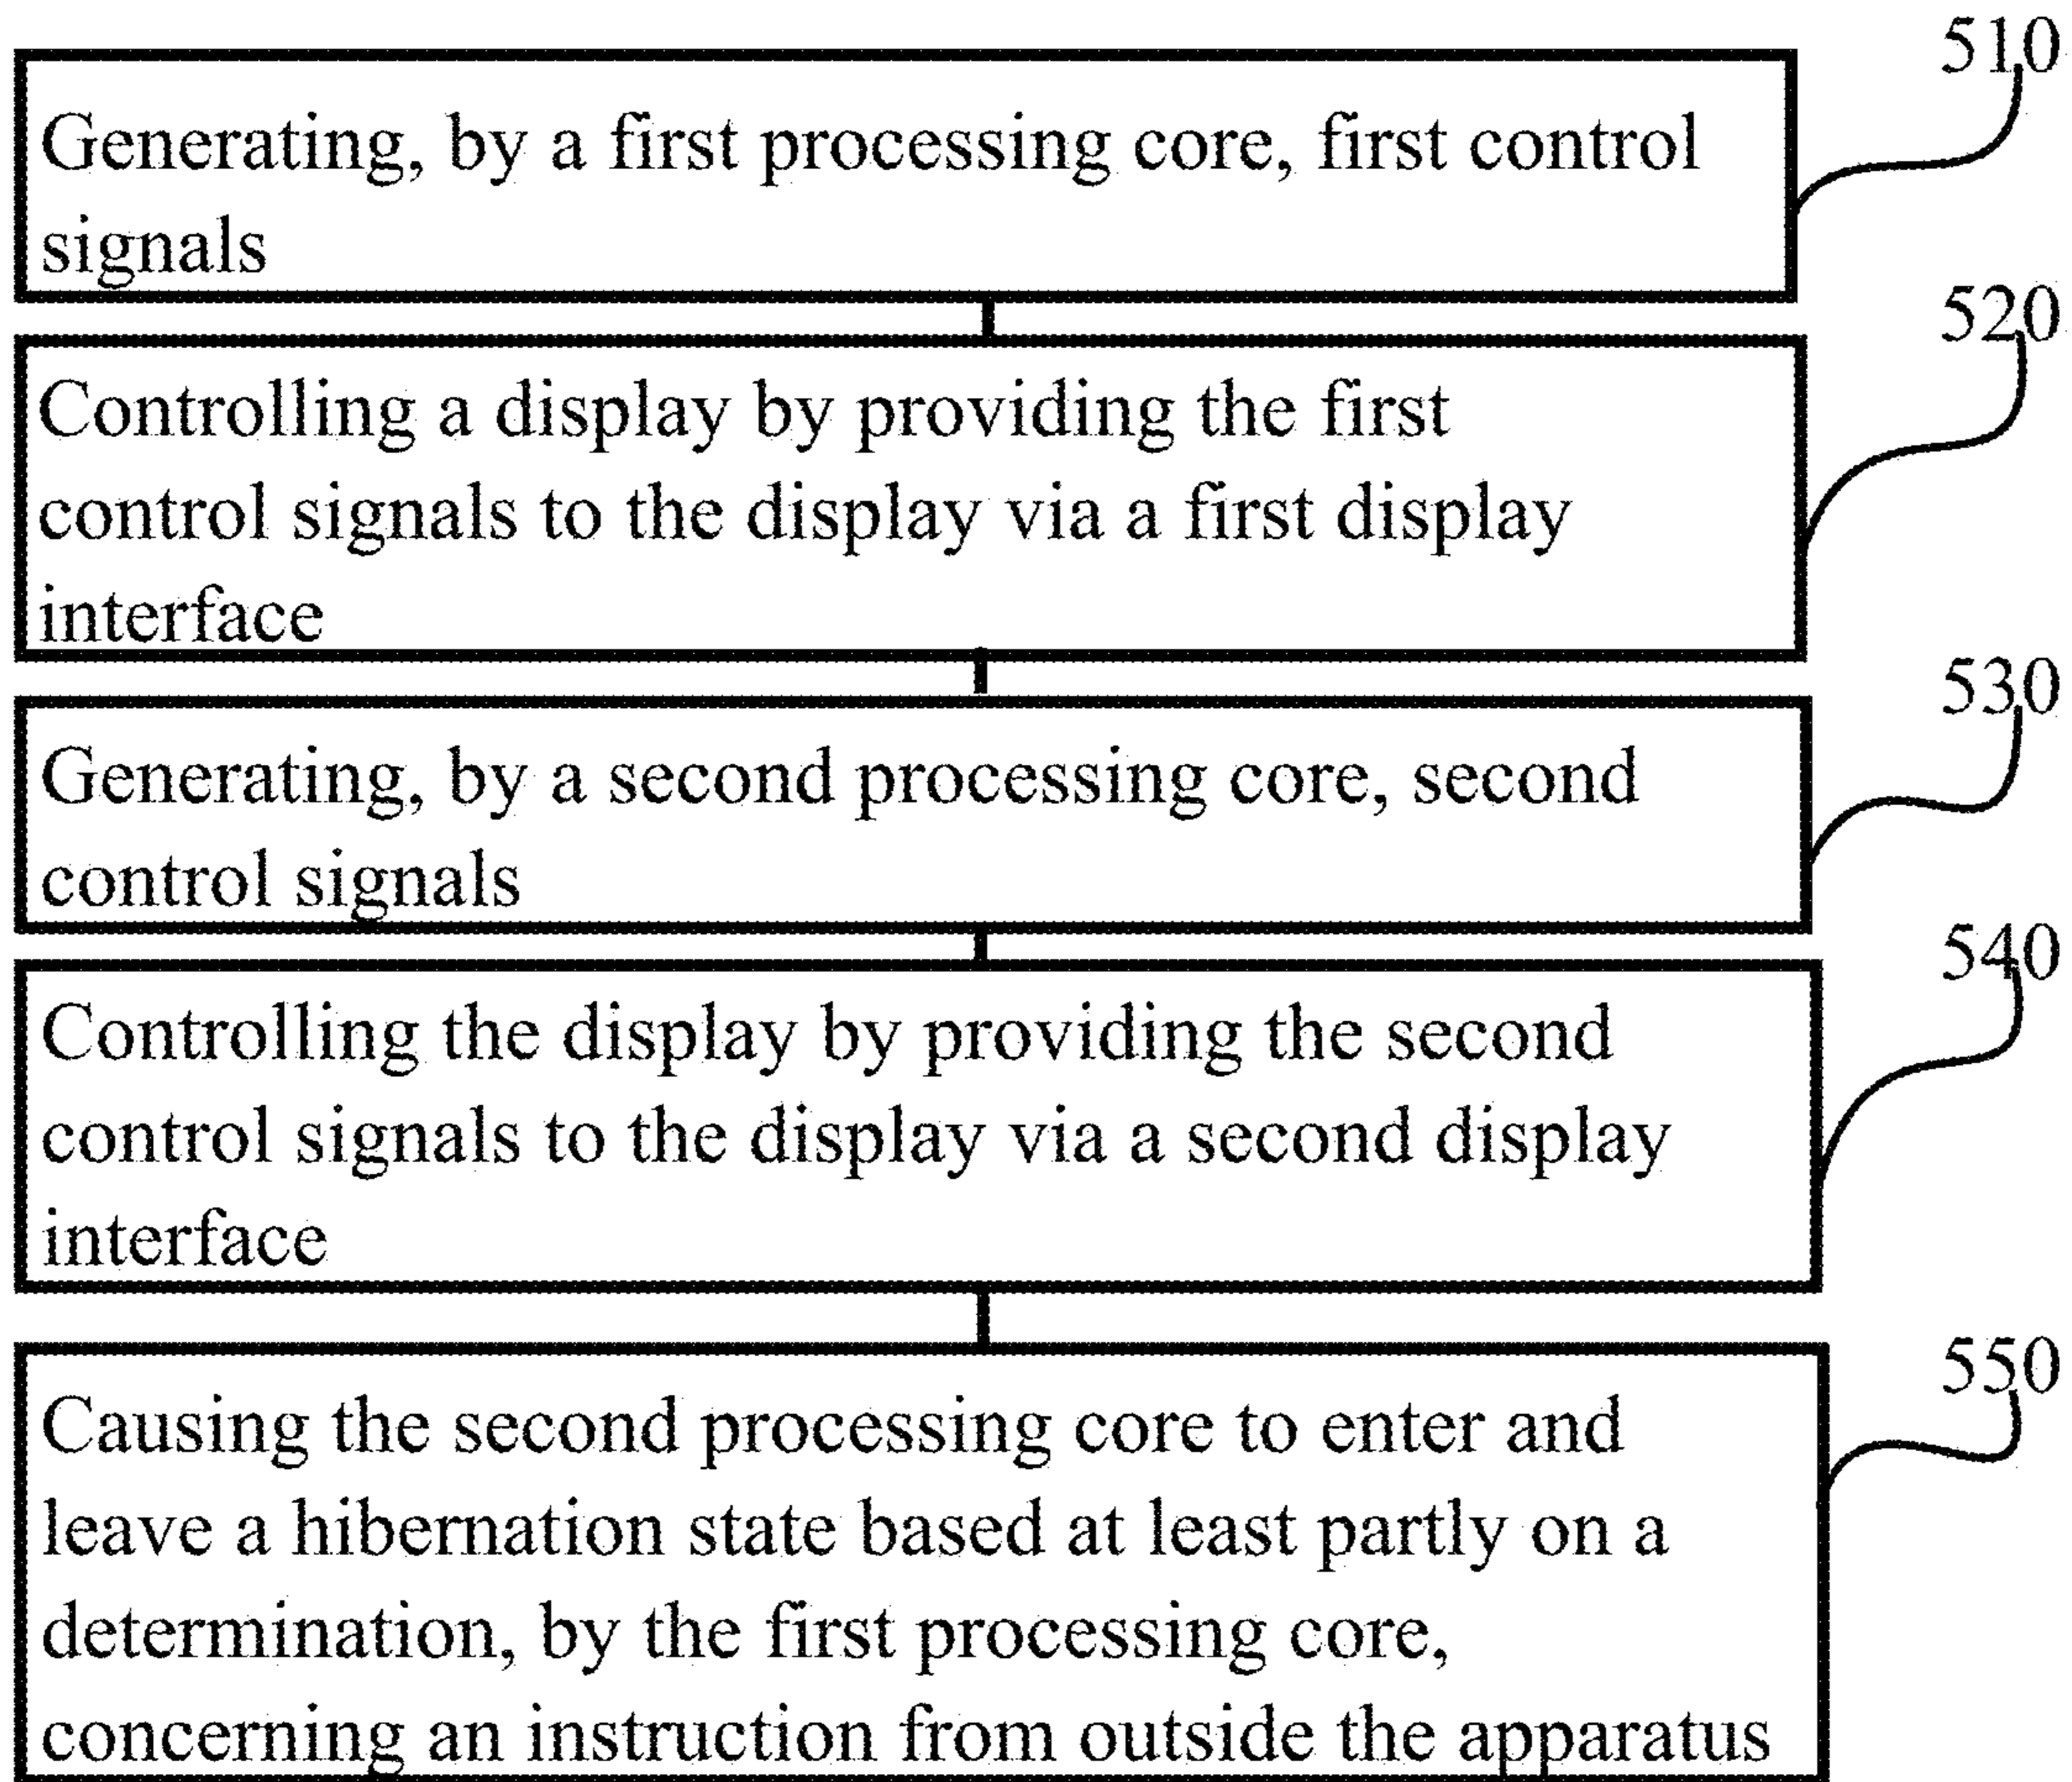 510
Generating, by a first processing core, first control
signals
520
Controlling a display by providing the first
control signals to the display via a first display
interface
530
Generating, by a second processing core, second
control signals
540
Controlling the display by providing the second
control signals to the display via a second display
interface
550
Causing the second processing core to enter and
leave a hibernation state based at least partly on a
determination, by the first processing core,
concerning an instruction from outside the apparatus